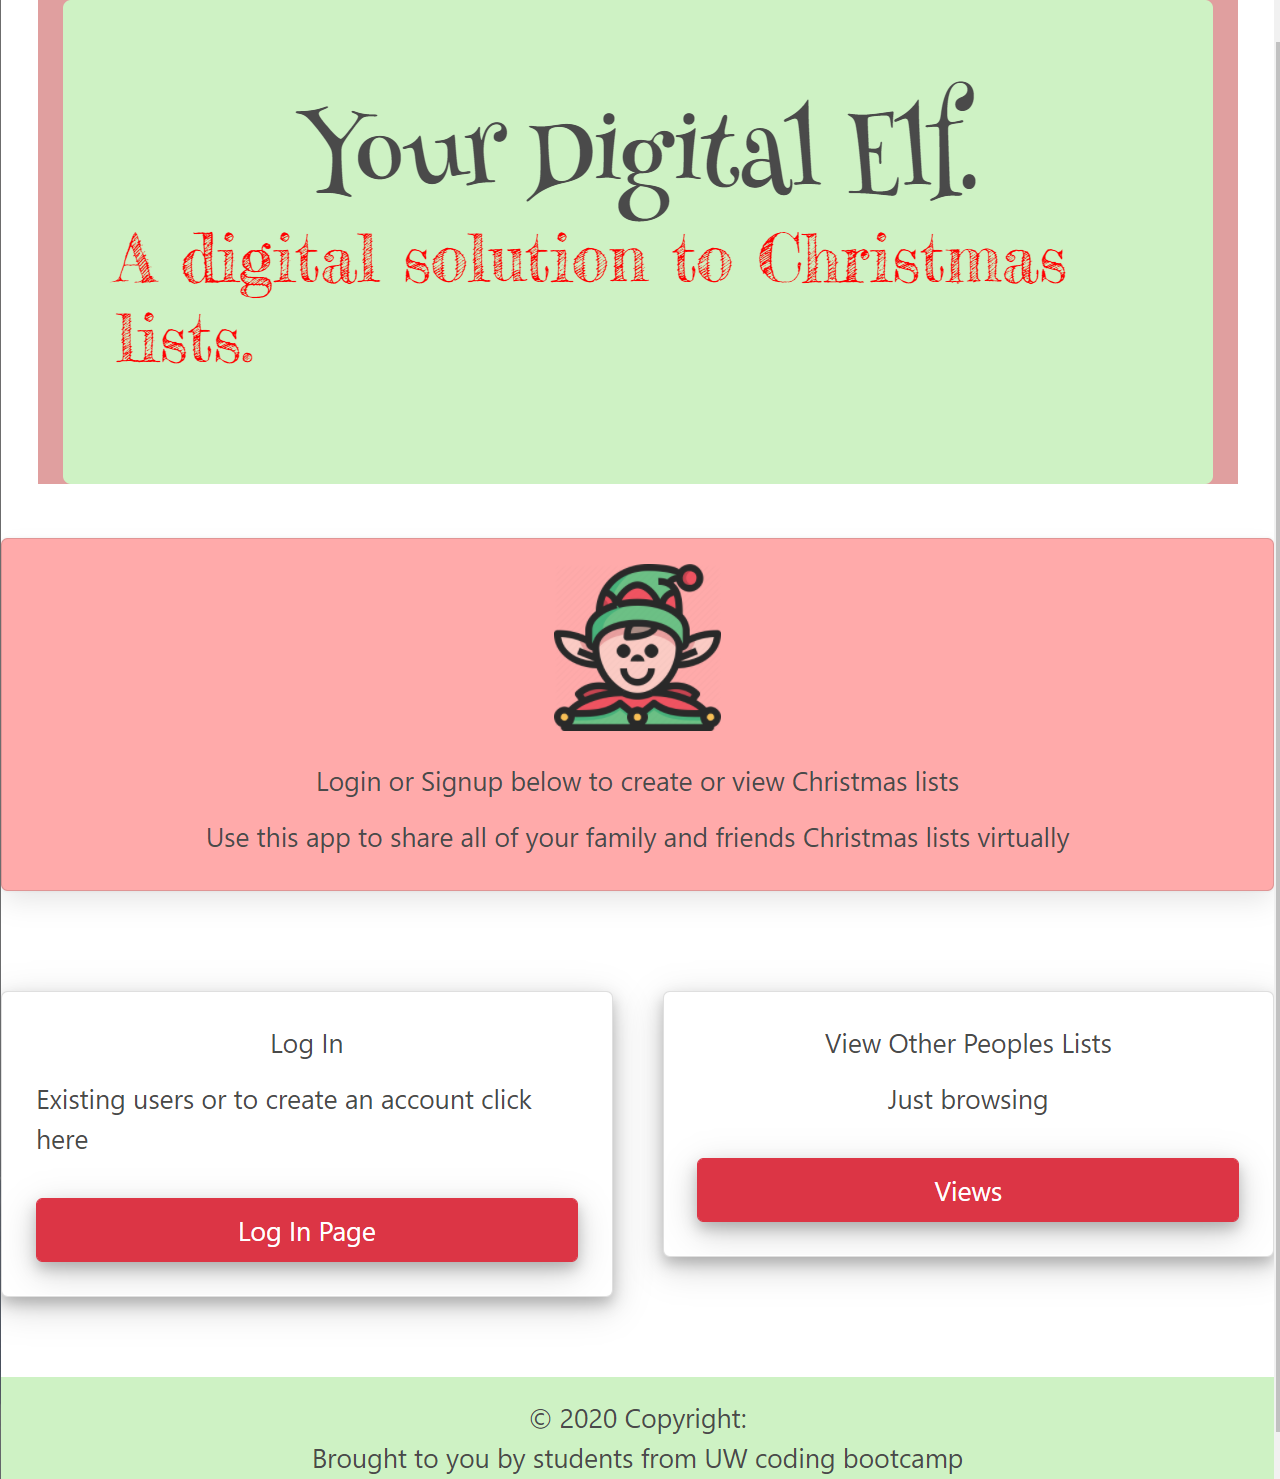 Your Digital Elf.
A digital solution to Christmas
lists.
Login or Signup below to create or view Christmas lists
Use this app to share all of your family and friends Christmas lists virtually
Log In
Existing users or to create an account click
here
Log In Page
View Other Peoples Lists
Just browsing
Views
© 2020 Copyright:
Brought to you by students from UW coding bootcamp